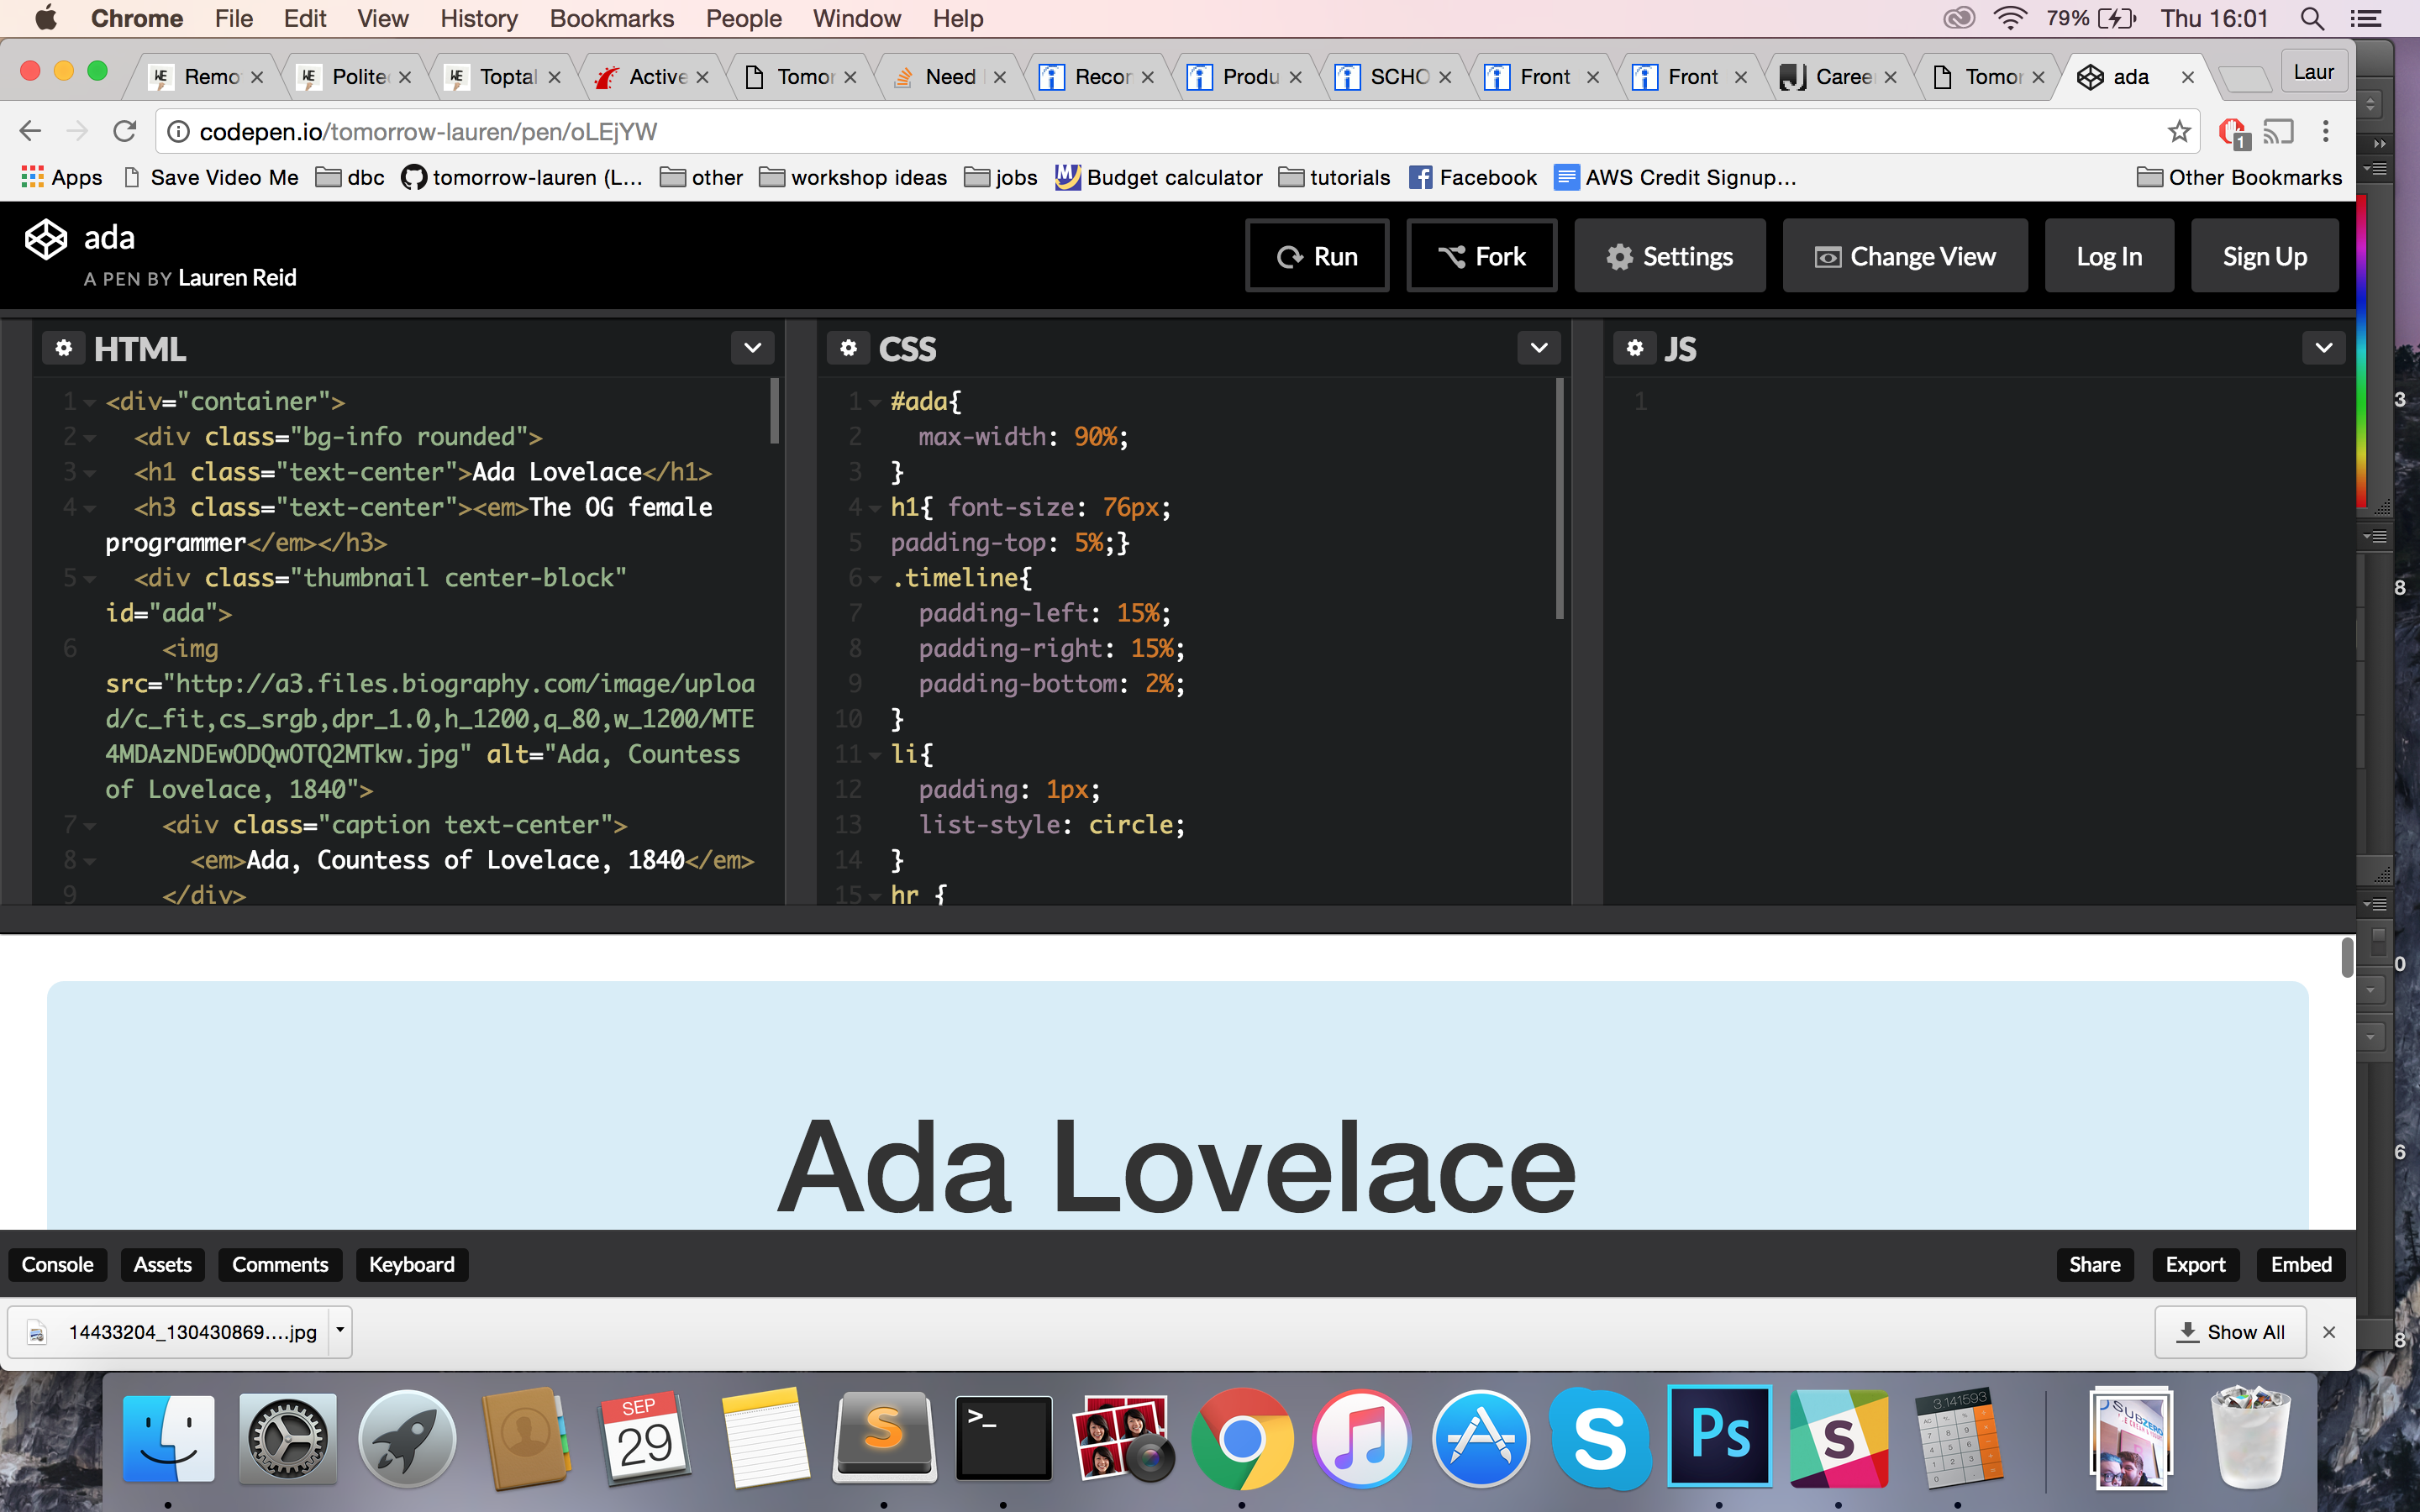 Chrome File Edit View History Bookmarks People Window Help 79% Thu 16:01
Remo Polite Toptal Active Tomor Need Recor Produ SCHO Front Front Caree Tomor ada Laur
codepen.io/tomorrow-lauren/pen/oLEjYW 1
Apps Save Video Me dbc tomorrow-lauren (L... other workshop ideas jobs Budget calculator tutorials Facebook AWS Credit Signup... Other Bookmarks
ada
A PEN BY Lauren Reid
Run Fork Settings Change View Log In Sign Up
HTML
1 <div="container">
2 <div class="bg-info rounded">
3 <h1 class="text-center">Ada Lovelace</h1>
4 <h3 class="text-center"><em>The OG female
programmer</em></h3>
5 <div class="thumbnail center-block"
id="ada">
6 <img
src="http://a3.files.biography.com/image/uploa
d/c_fit,cs_srgb,dpr_1.0,h_1200,q_80,w_1200/MTE
4MDAzNDEwODQwOTQ2MTkw.jpg" alt="Ada, Countess
of Lovelace, 1840">
7 <div class="caption text-center">
8 <em>Ada, Countess of Lovelace, 1840</em>
9 </div>
CSS
1 #ada{
2 max-width: 90%;
3 }
4 h1{ font-size: 76px;
5 padding-top: 5%;}
6 .timeline{
7 padding-left: 15%;
8 padding-right: 15%;
9 padding-bottom: 2%;
10 }
11 li{
12 padding: 1px;
13 list-style: circle;
14 }
15 hr {
JS
1
3
8
0
6
8
Ada Lovelace
Console Assets Comments Keyboard Share Export Embed
14433204_130430869....jpg Show All
SEP
29
S
>_
S
Ps
S
3.141593
SUBZERO